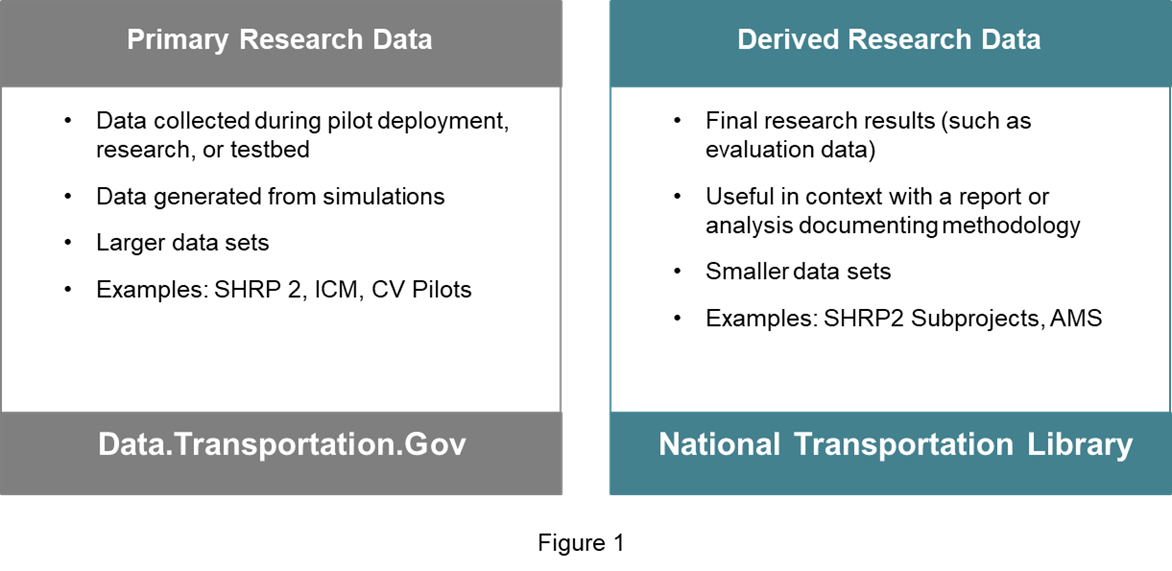 Primary Research Data
• Data collected during pilot deployment,
research, or testbed
• Data generated from simulations
• Larger data sets
• Examples: SHRP 2, ICM, CV Pilots
Data.Transportation.Gov
Derived Research Data
• Final research results (such as
evaluation data)
• Useful in context with a report or
analysis documenting methodology
• Smaller data sets
• Examples: SHRP2 Subprojects, AMS
National Transportation Library
Figure 1